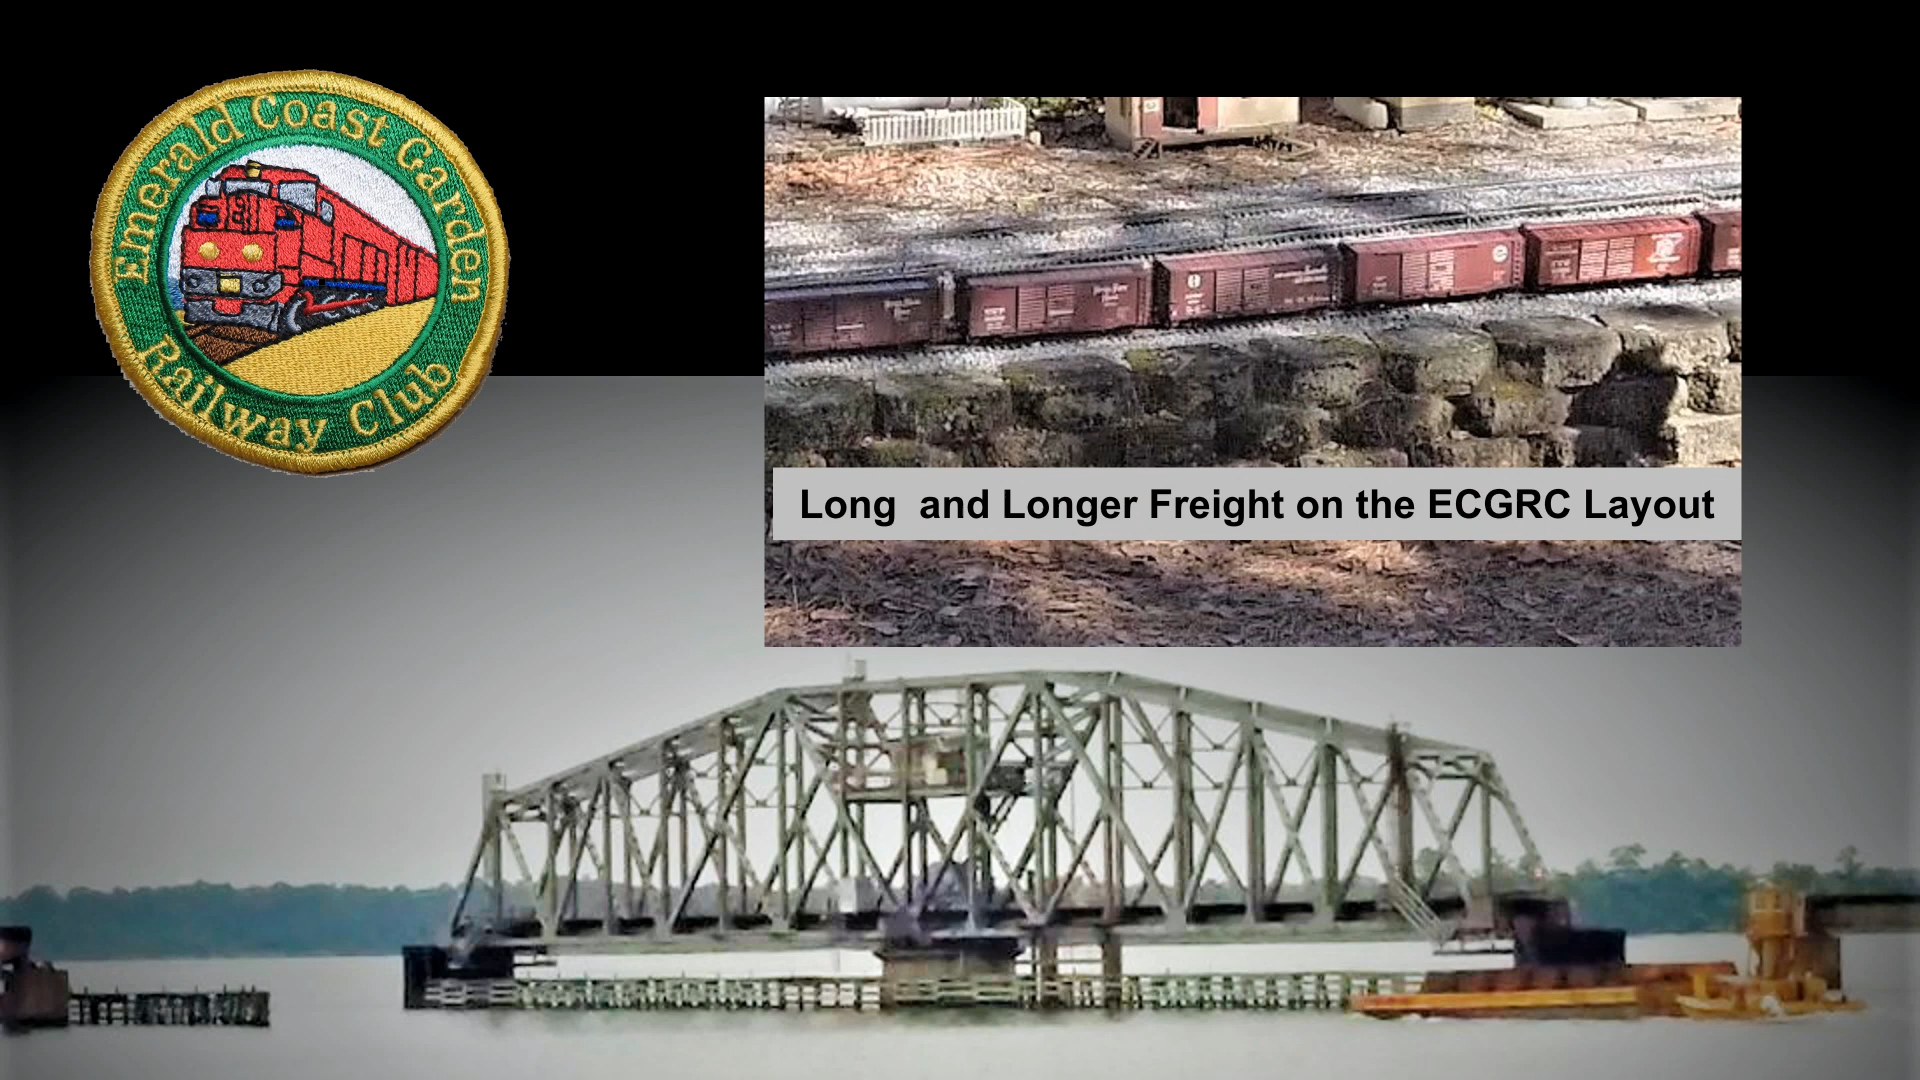 Emerald Coast Garden
Railway Club
Long  and Longer Freight on the ECGRC Layout